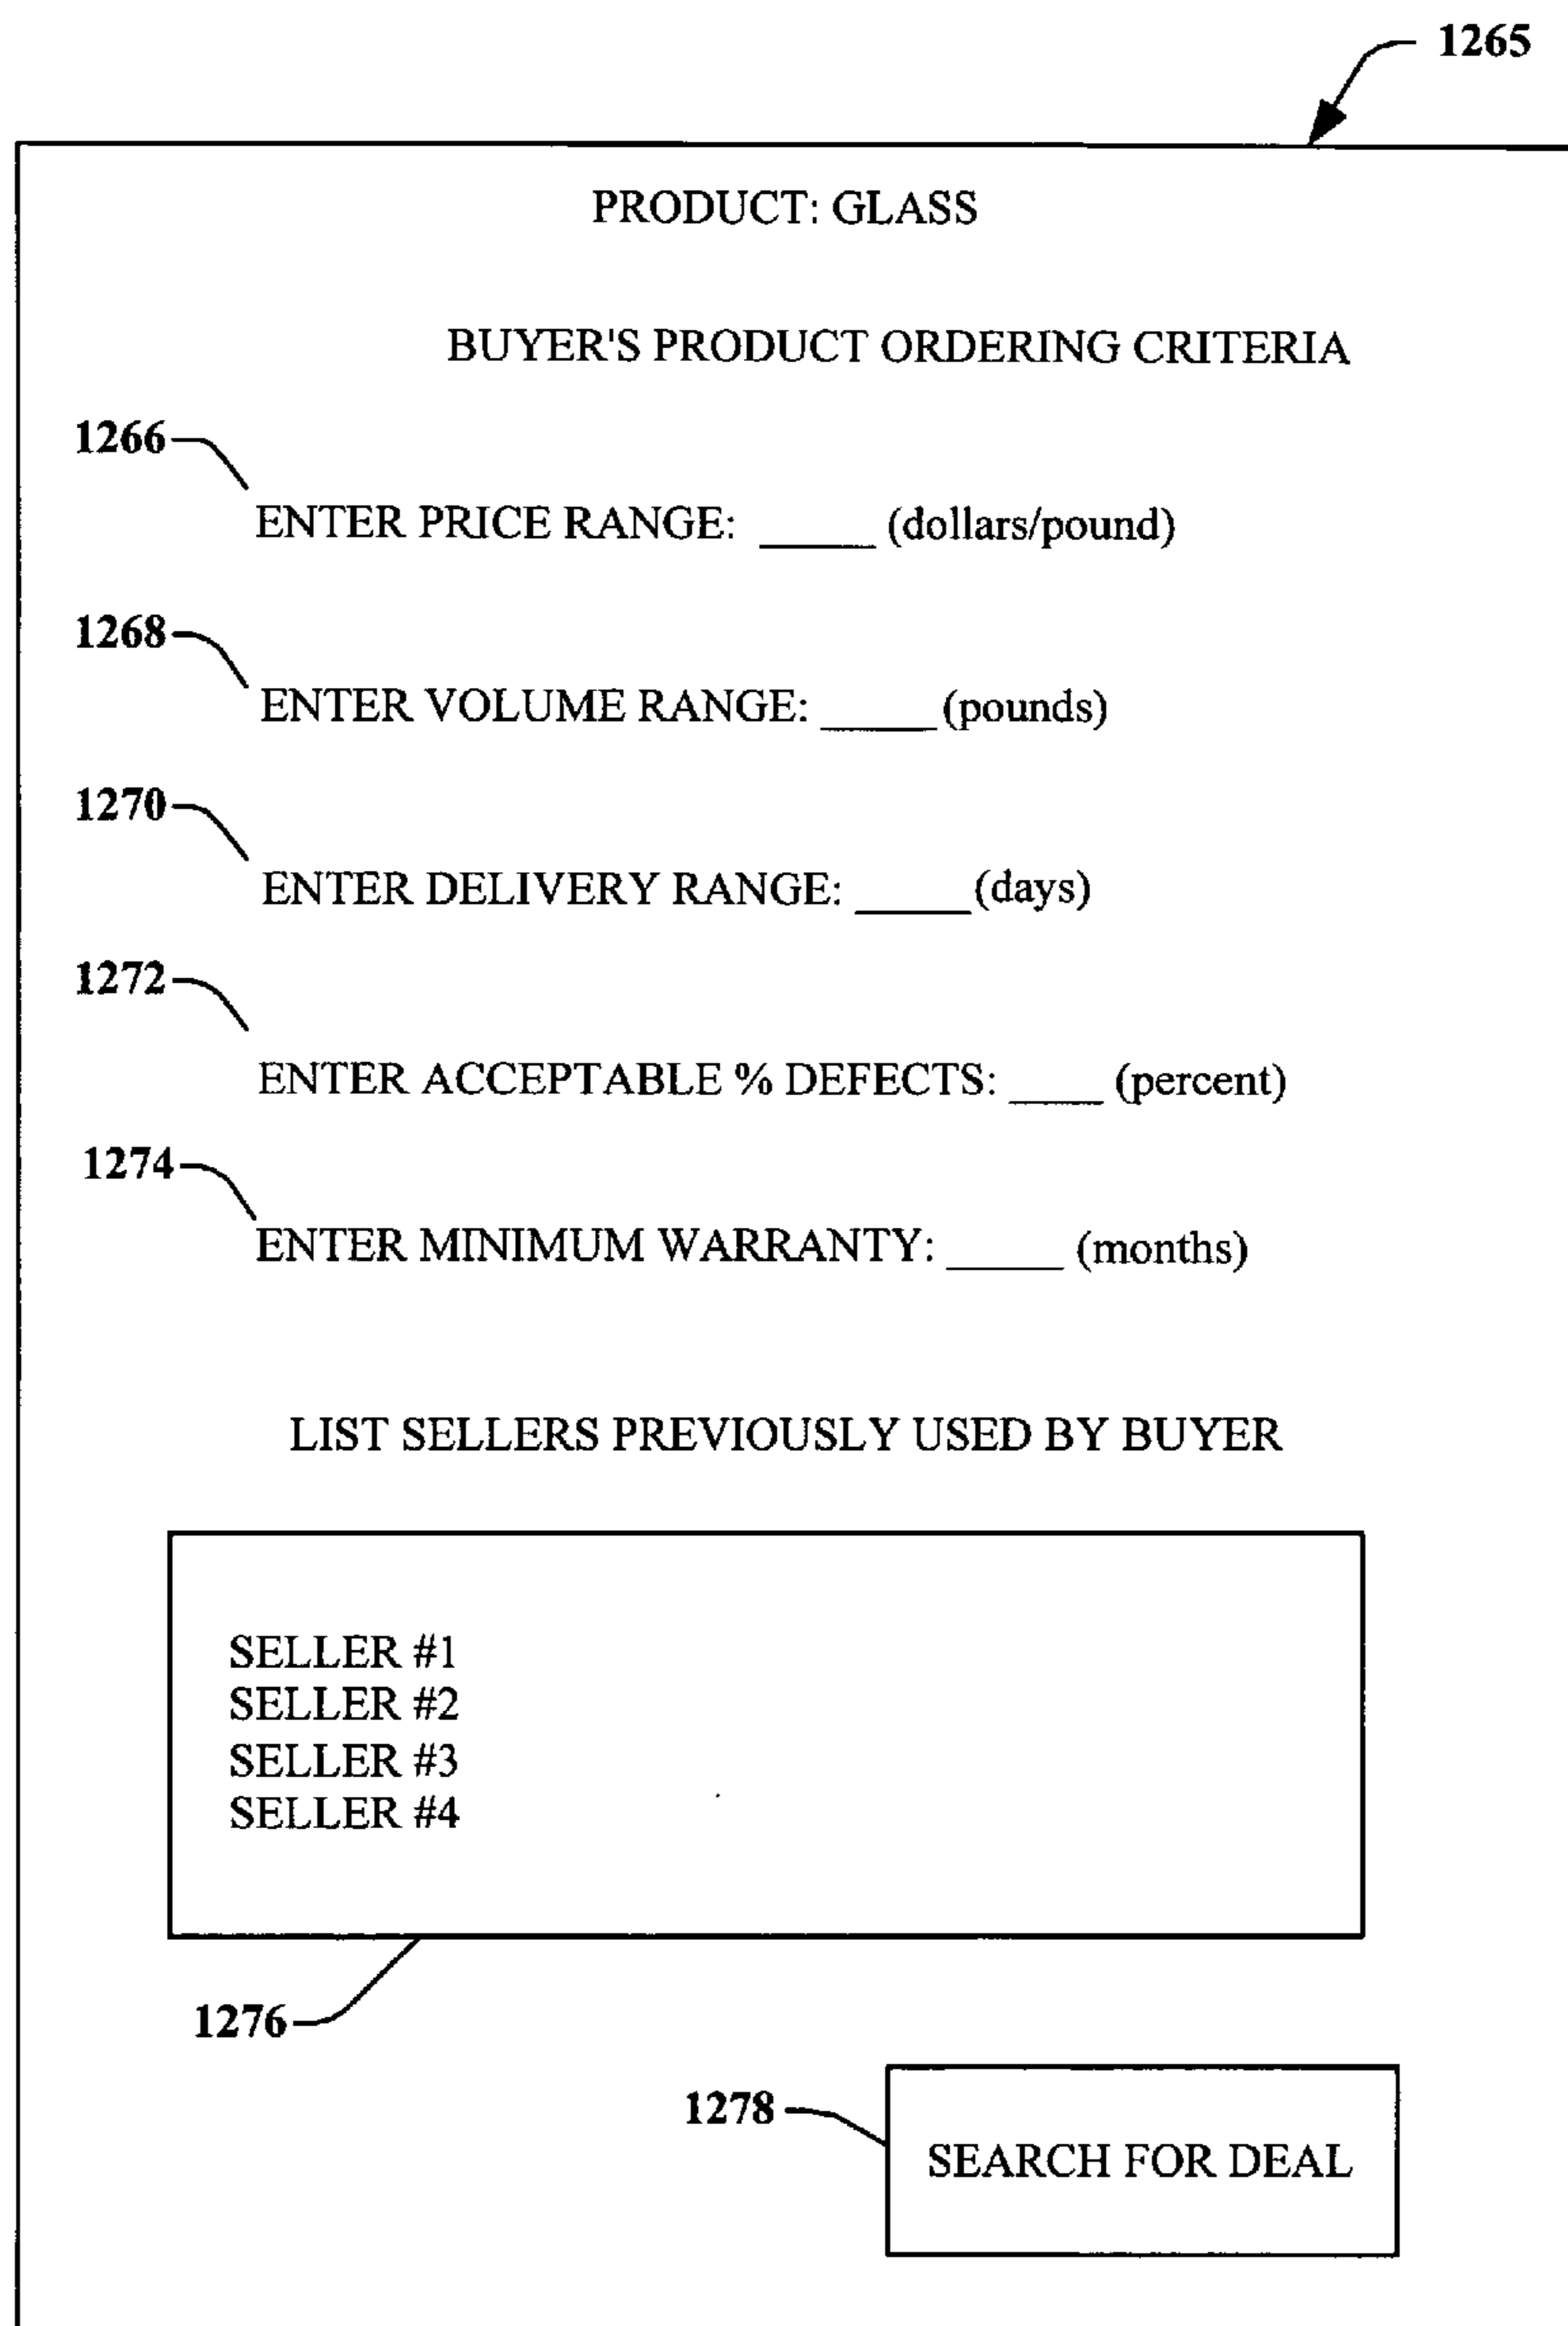 1265
PRODUCT: GLASS
BUYER'S PRODUCT ORDERING CRITERIA
1266
ENTER PRICE RANGE: _____ (dollars/pound)
1268
ENTER VOLUME RANGE: _____ (pounds)
1270
ENTER DELIVERY RANGE: _____ (days)
1272
ENTER ACCEPTABLE % DEFECTS: ____ (percent)
1274
ENTER MINIMUM WARRANTY: _____ (months)
LIST SELLERS PREVIOUSLY USED BY BUYER
SELLER #1
SELLER #2
SELLER #3
SELLER #4
1276
1278
SEARCH FOR DEAL